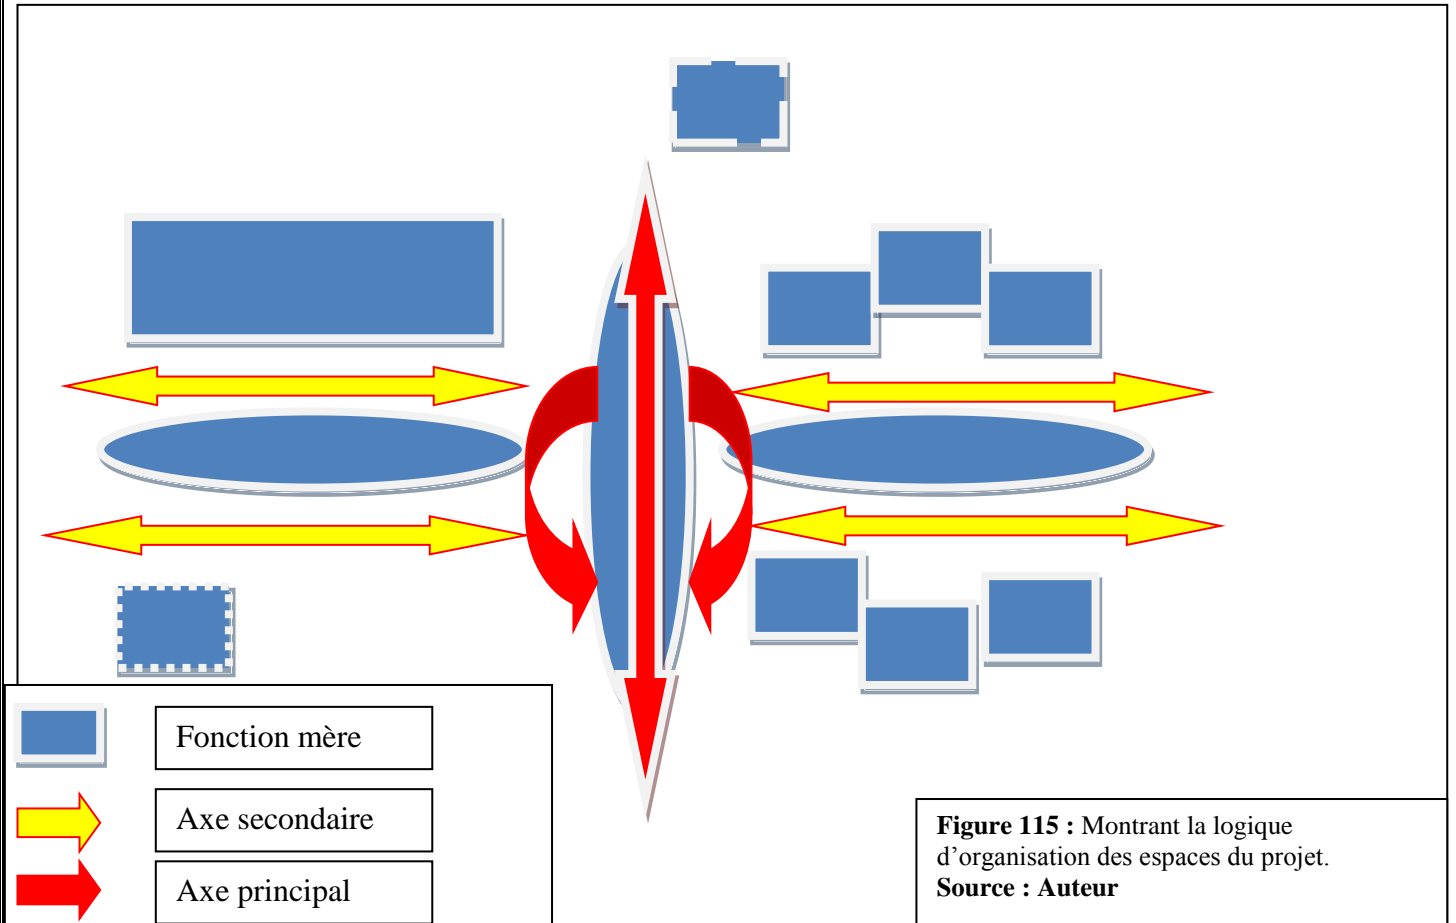 Fonction mère
Axe secondaire
Axe principal
Figure 115 : Montrant la logique
d’organisation des espaces du projet.
Source : Auteur